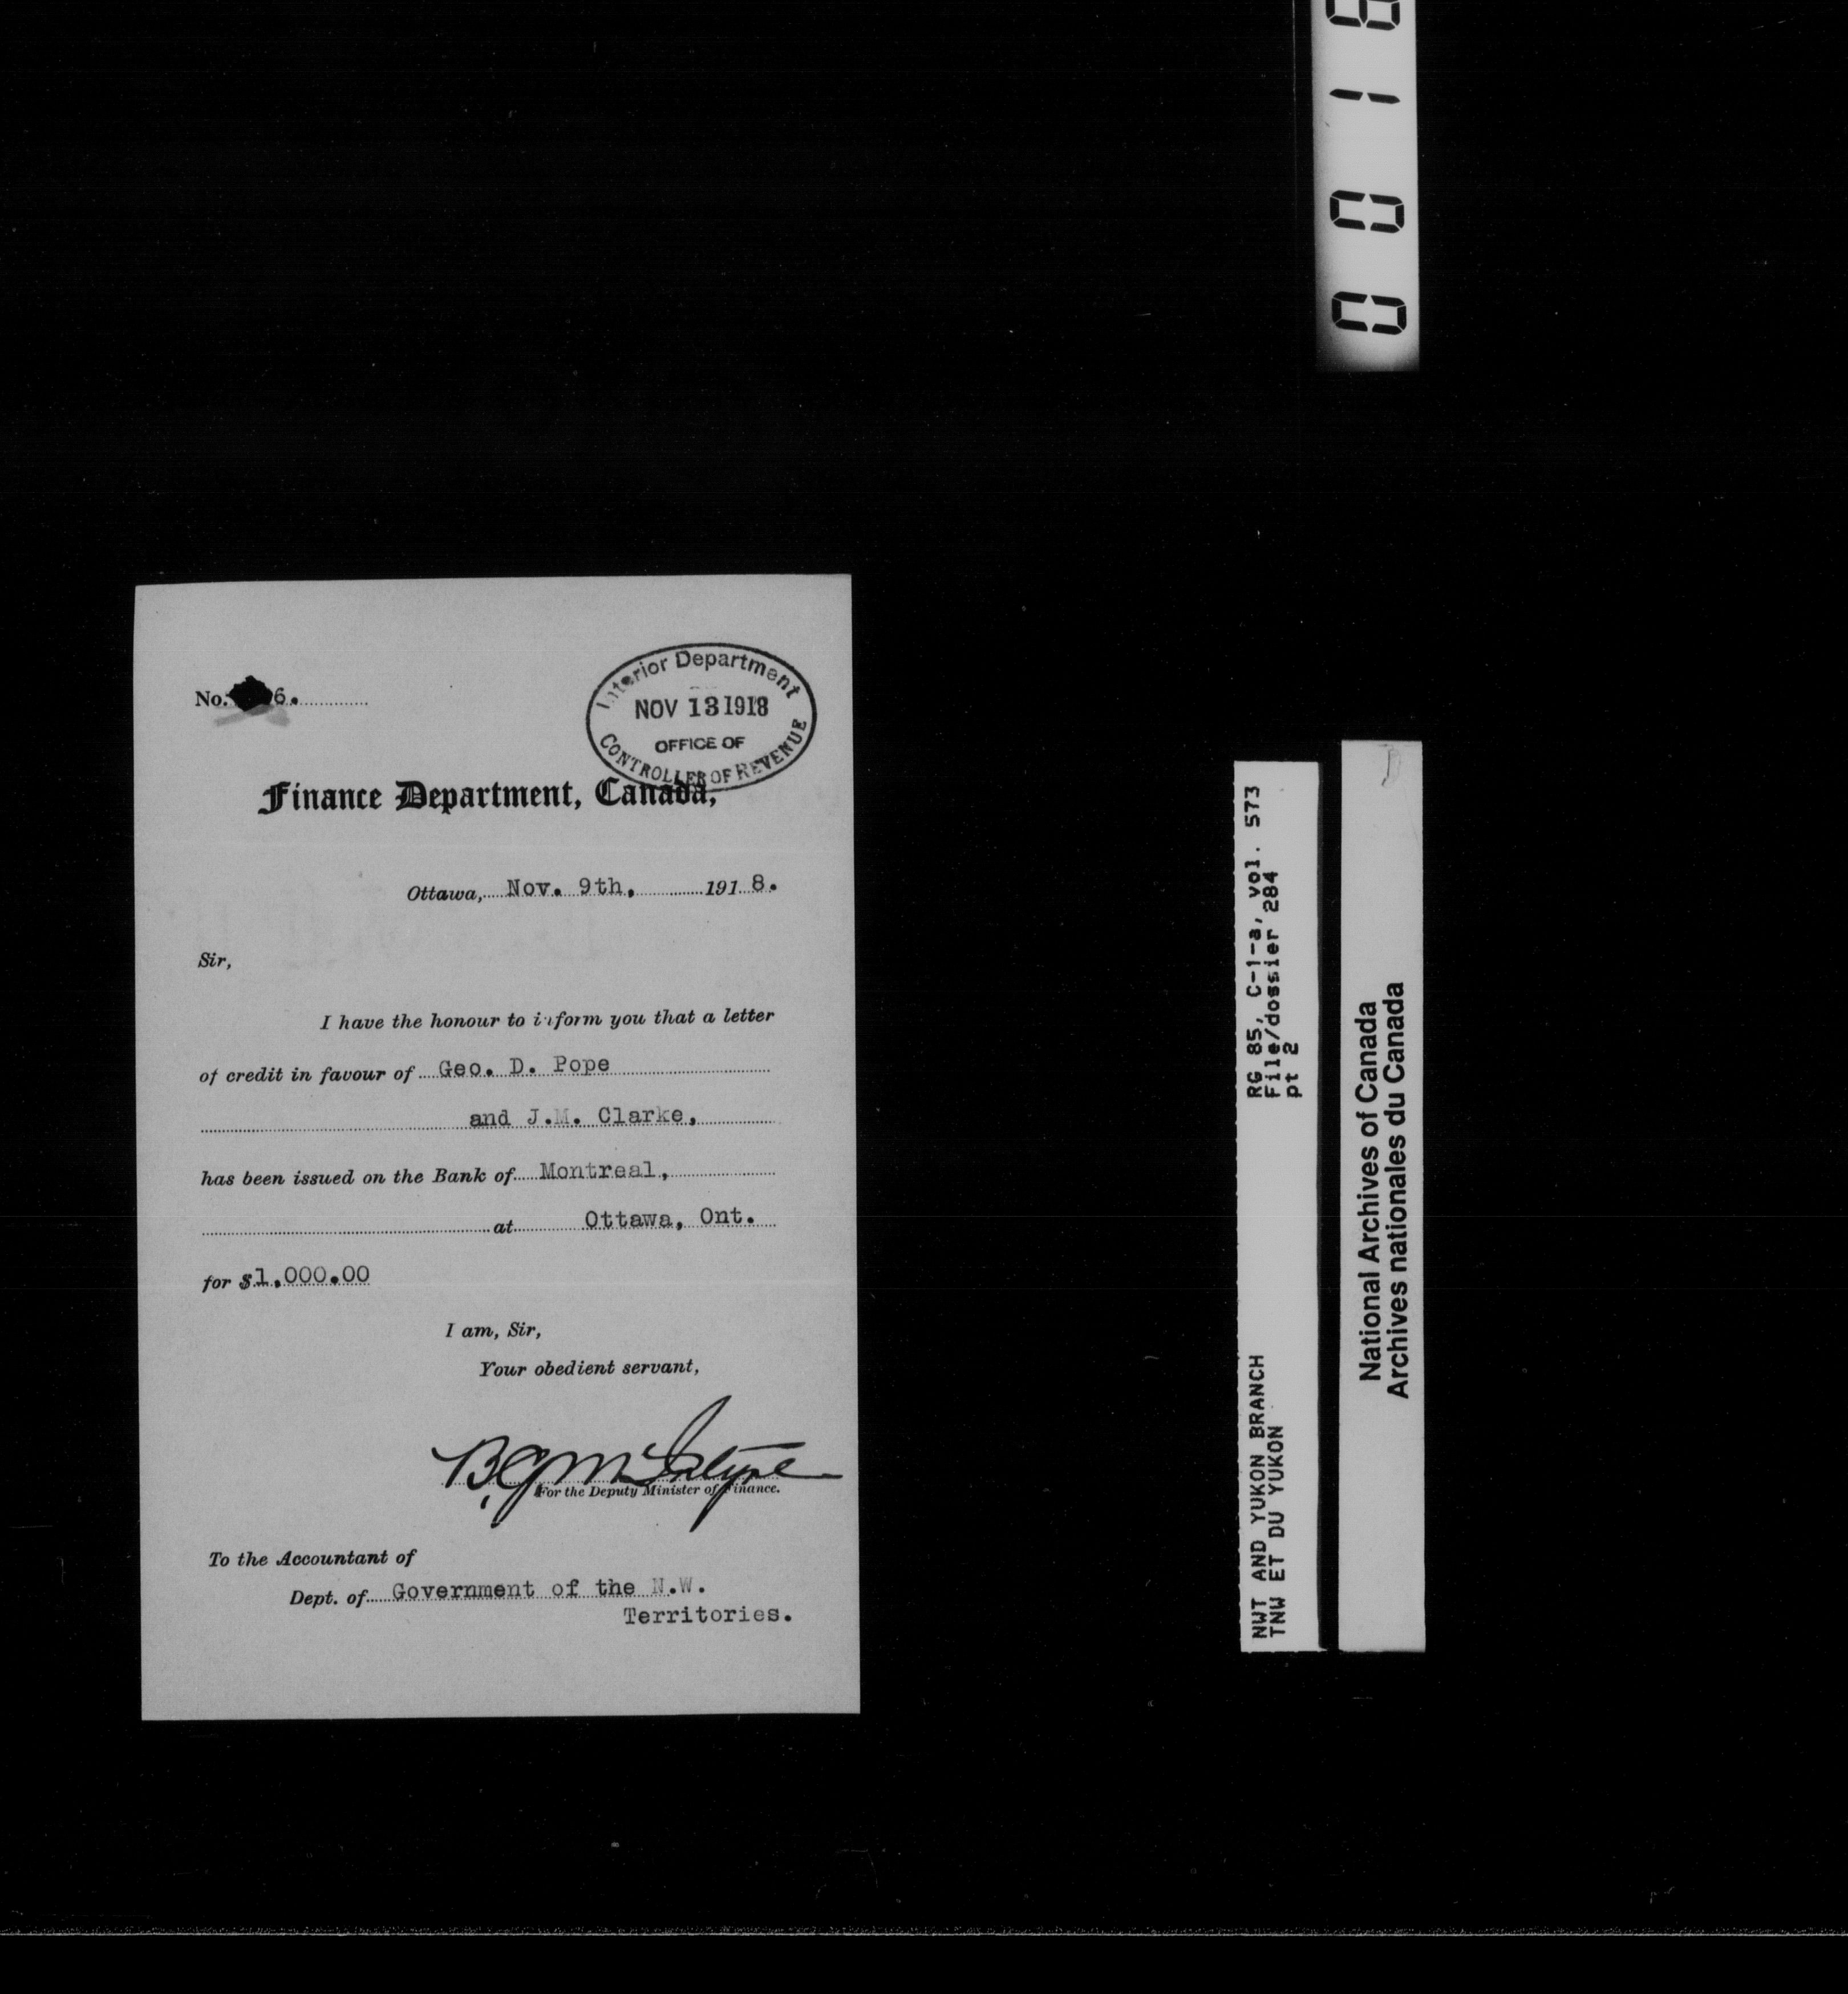 No. 6.
Interior Department
NOV 13 1918
OFFICE OF
CONTROLLER OF REVENUE
Finance Department, Canada,
Ottawa, Nov. 9th, 1918.
Sir,
I have the honour to inform you that a letter
of credit in favour of Geo. D. Pope
and J.M. Clarke,
has been issued on the Bank of Montreal,
at Ottawa, Ont.
for $1,000.00
I am, Sir,
Your obedient servant,
B.G. McIntyre
For the Deputy Minister of Finance.
To the Accountant of
Dept. of Government of the N.W.
Territories.
NWT AND YUKON BRANCH
TNW ET DU YUKON
RG 85, C-1-a, vol. 573
File/dossier 284
pt 2
National Archives of Canada
Archives nationales du Canada
001